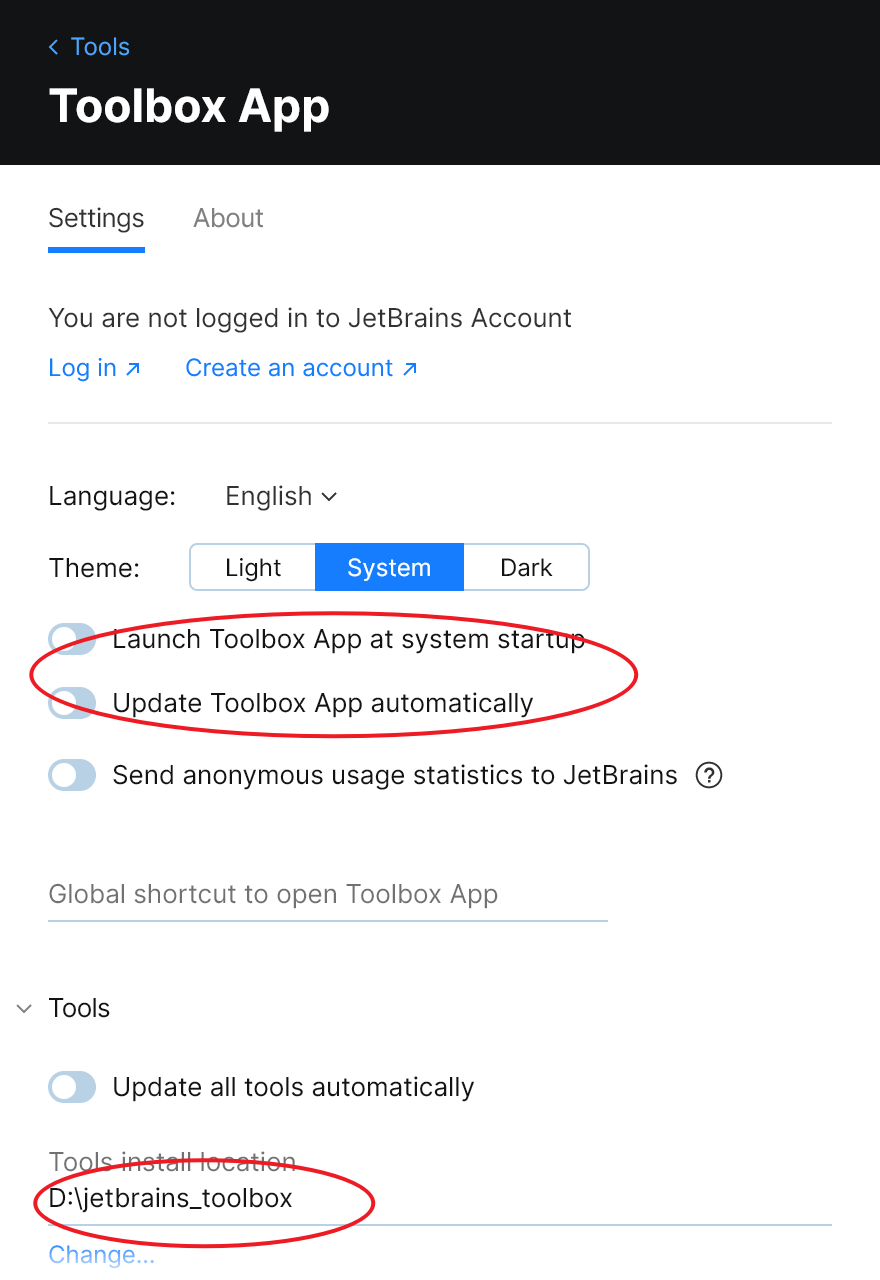 Tools
Toolbox App
Settings About
You are not logged in to JetBrains Account
Log in Create an account
Language: English
Theme: Light System Dark
Launch Toolbox App at system startup
Update Toolbox App automatically
Send anonymous usage statistics to JetBrains ?
Global shortcut to open Toolbox App
Tools
Update all tools automatically
Tools install location
D:\jetbrains_toolbox
Change...